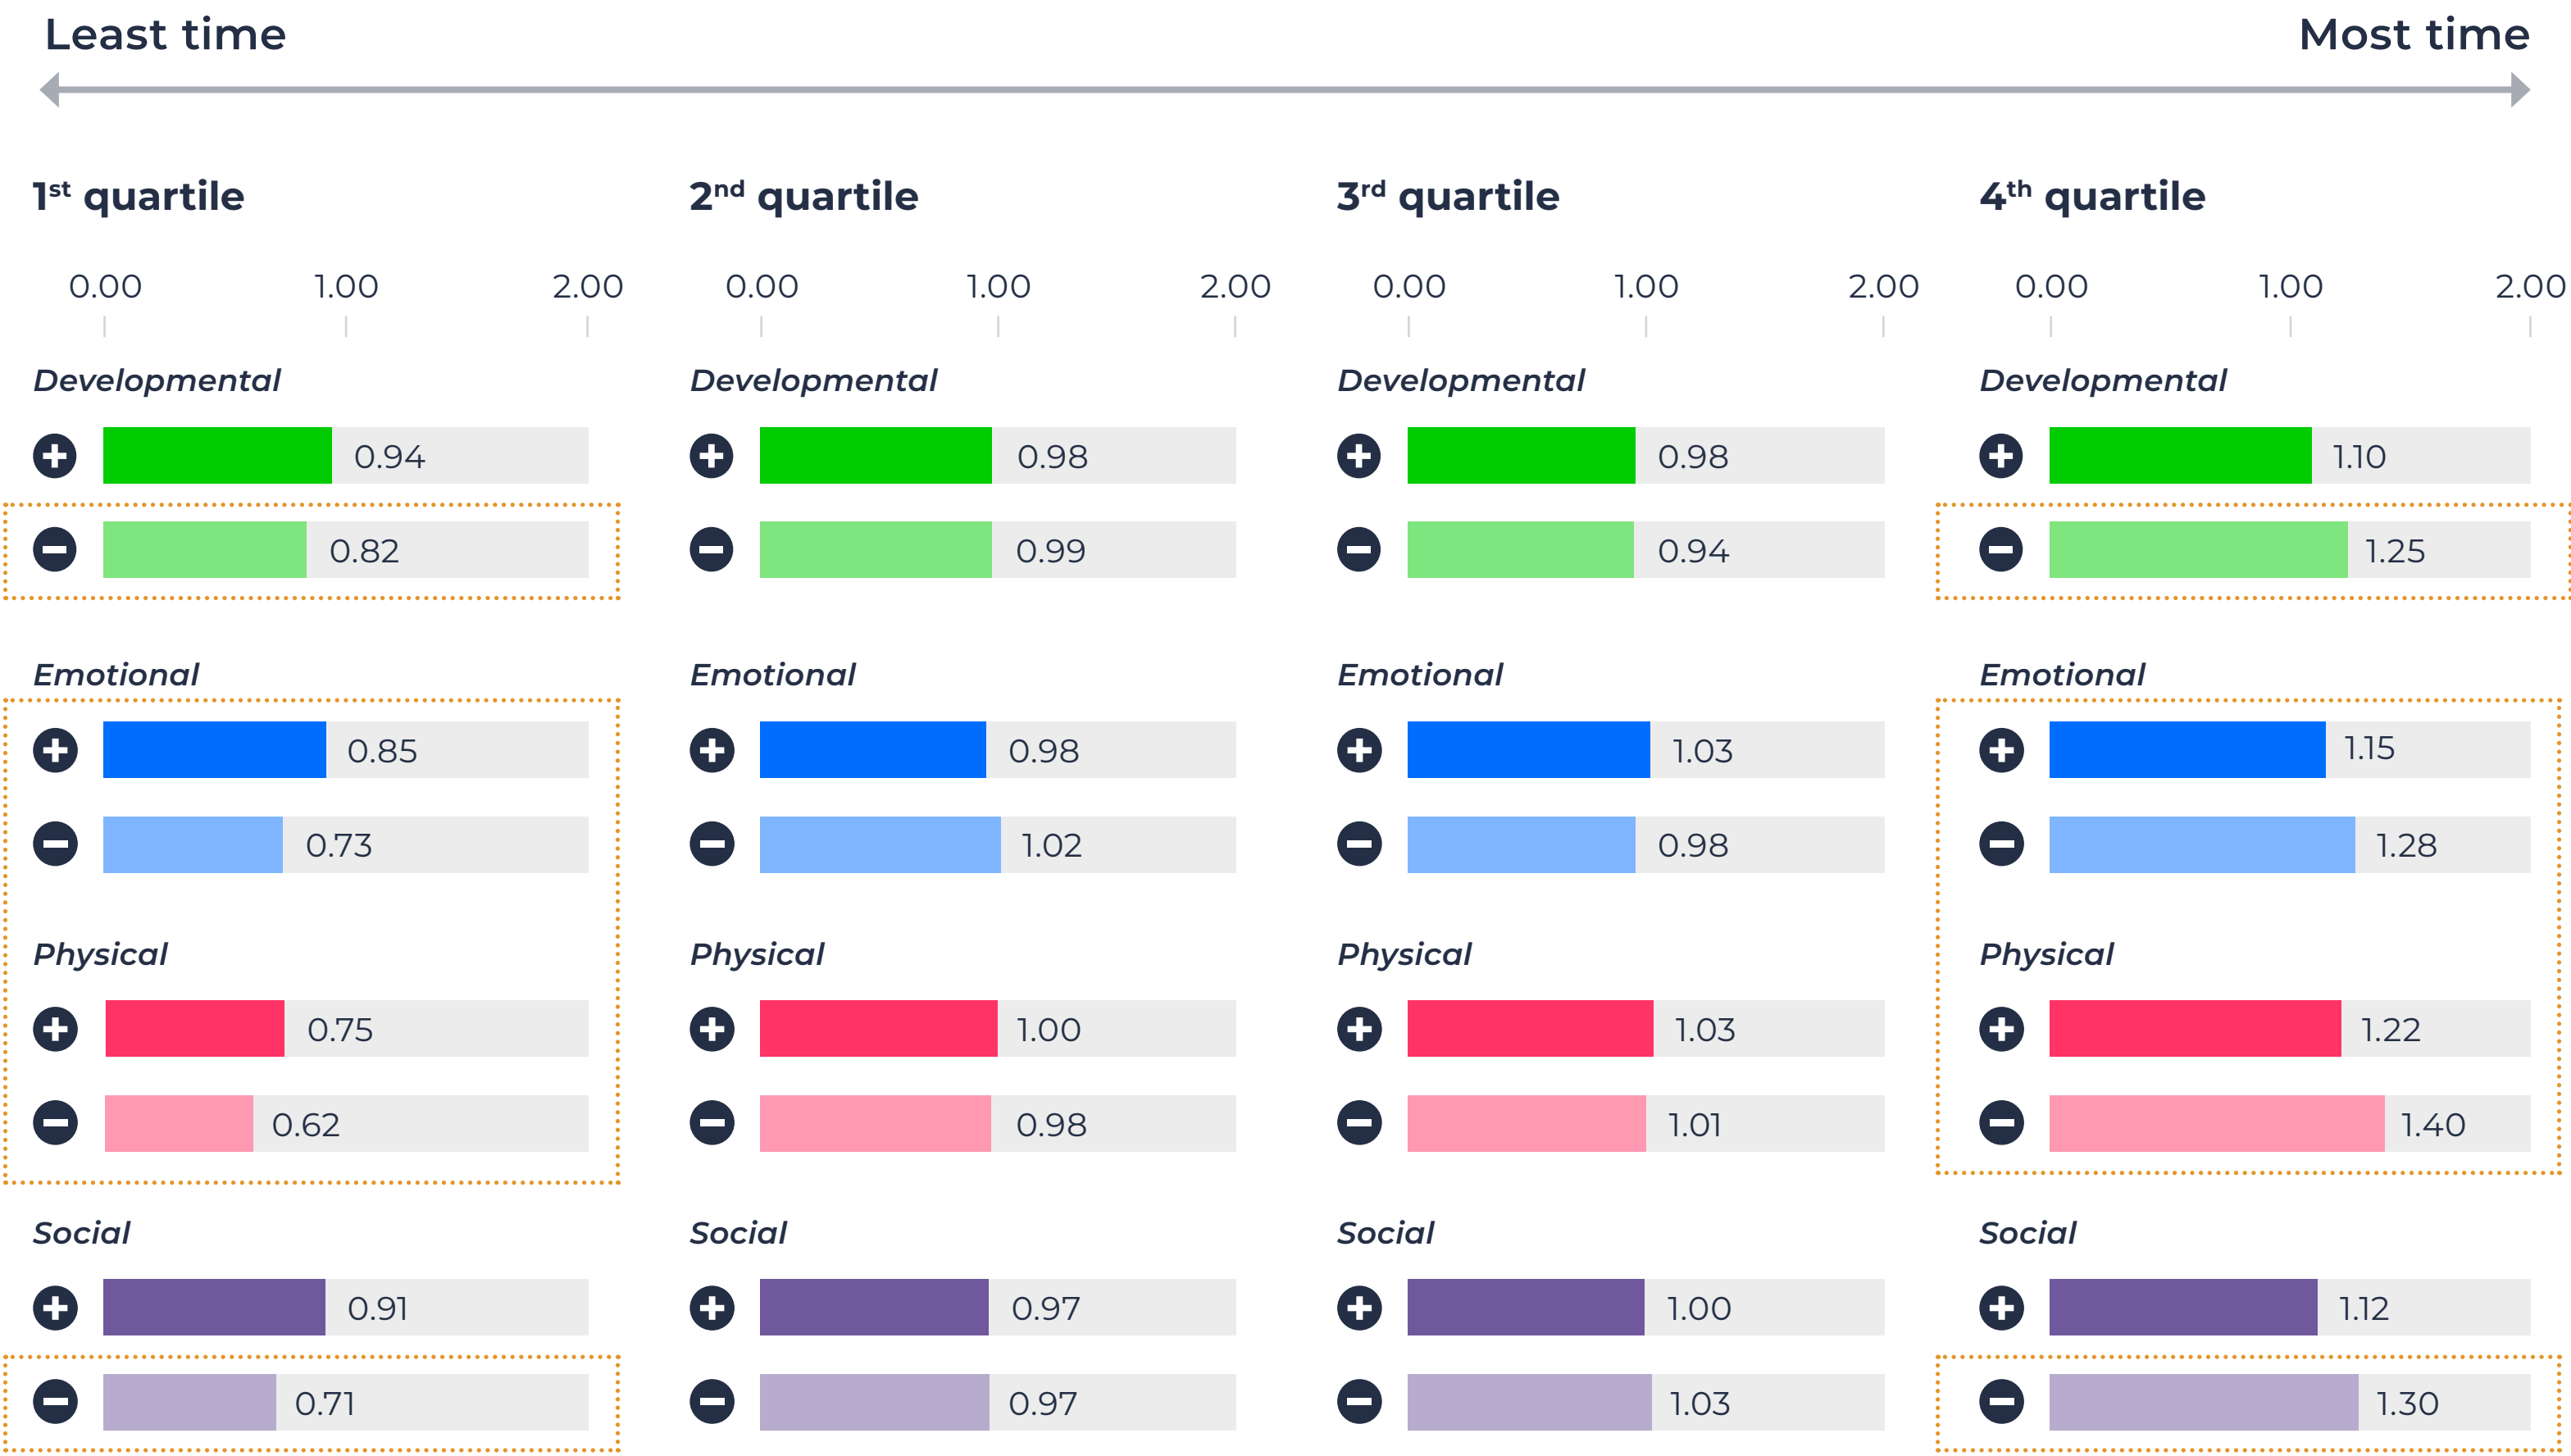 Least time
Most time
1st quartile
2nd quartile
3rd quartile
4th quartile
0.00 1.00 2.00
0.00 1.00 2.00
0.00 1.00 2.00
0.00 1.00 2.00
Developmental
Developmental
Developmental
Developmental
0.94
0.98
0.98
1.10
0.82
0.99
0.94
1.25
Emotional
Emotional
Emotional
Emotional
0.85
0.98
1.03
1.15
0.73
1.02
0.98
1.28
Physical
Physical
Physical
Physical
0.75
1.00
1.03
1.22
0.62
0.98
1.01
1.40
Social
Social
Social
Social
0.91
0.97
1.00
1.12
0.71
0.97
1.03
1.30